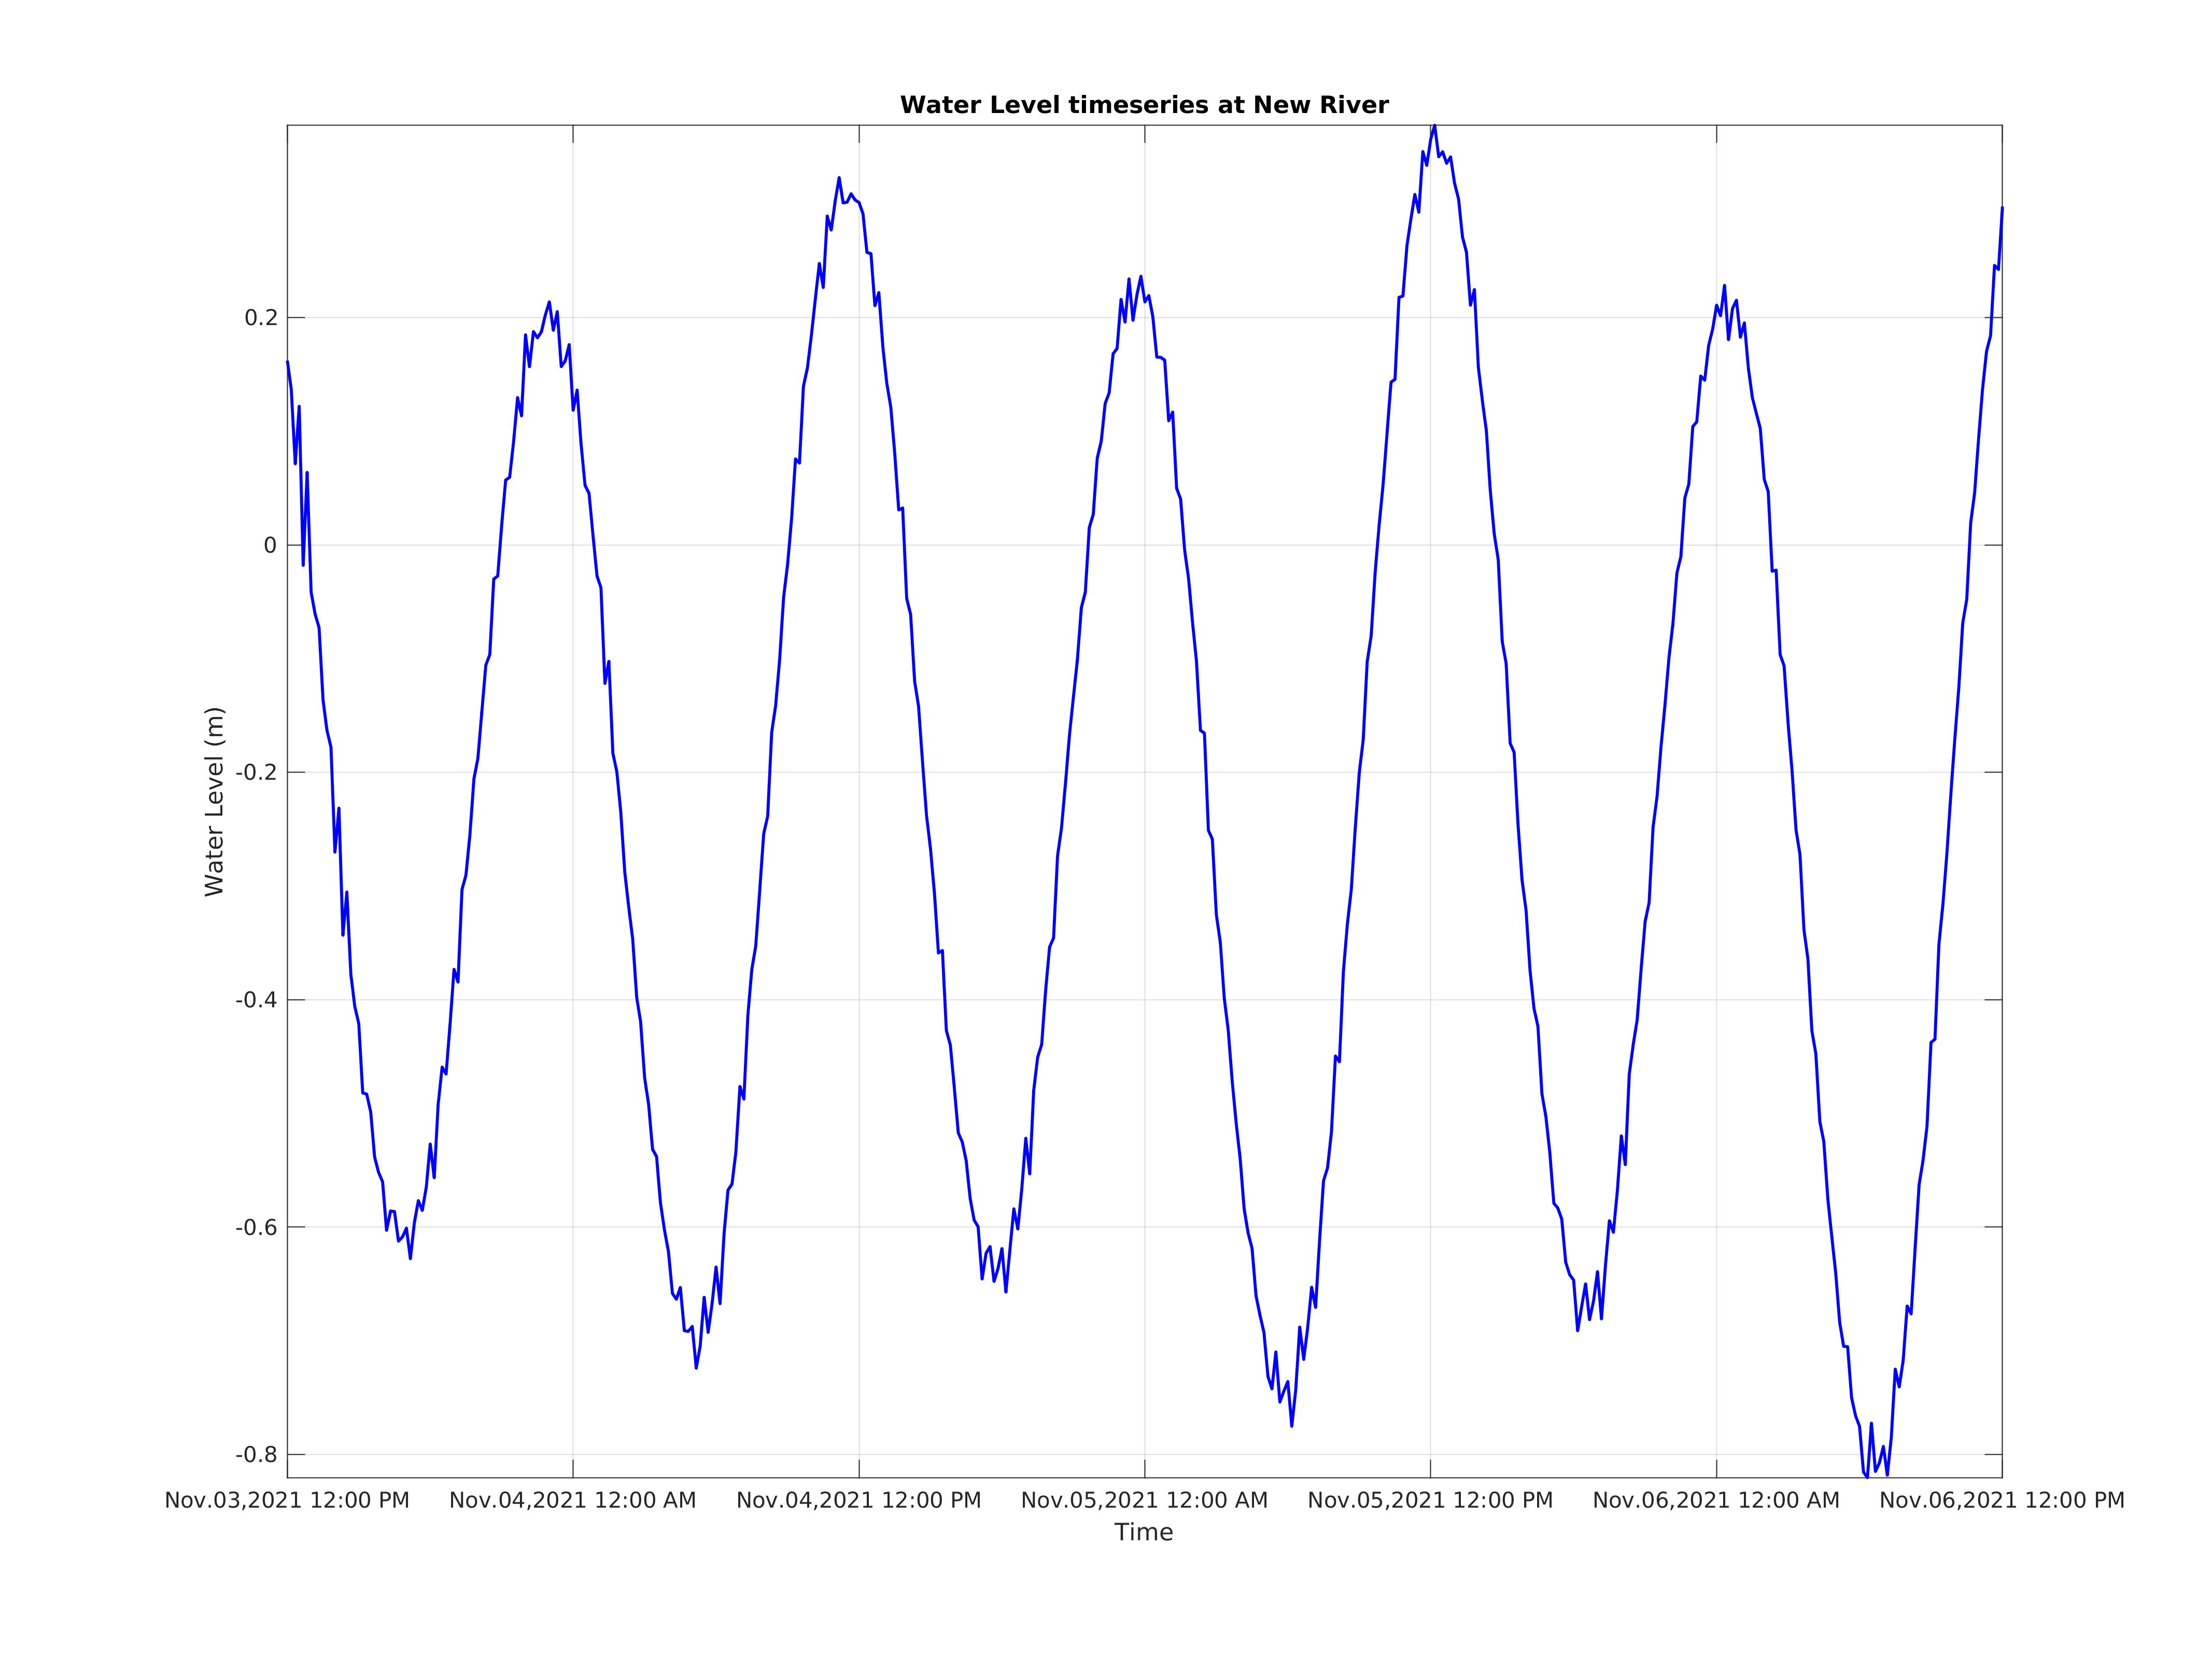 Water Level timeseries at New River
Water Level (m)
0.2
0
-0.2
-0.4
-0.6
-0.8
Nov.03,2021 12:00 PM Nov.04,2021 12:00 AM Nov.04,2021 12:00 PM Nov.05,2021 12:00 AM Nov.05,2021 12:00 PM Nov.06,2021 12:00 AM Nov.06,2021 12:00 PM
Time